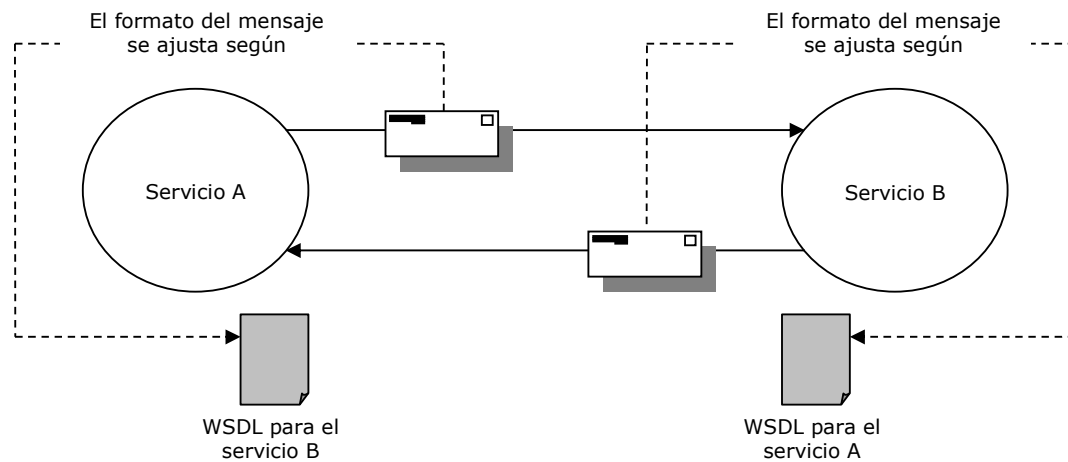 El formato del mensaje
se ajusta según
El formato del mensaje
se ajusta según
Servicio A
Servicio B
WSDL para el
servicio B
WSDL para el
servicio A